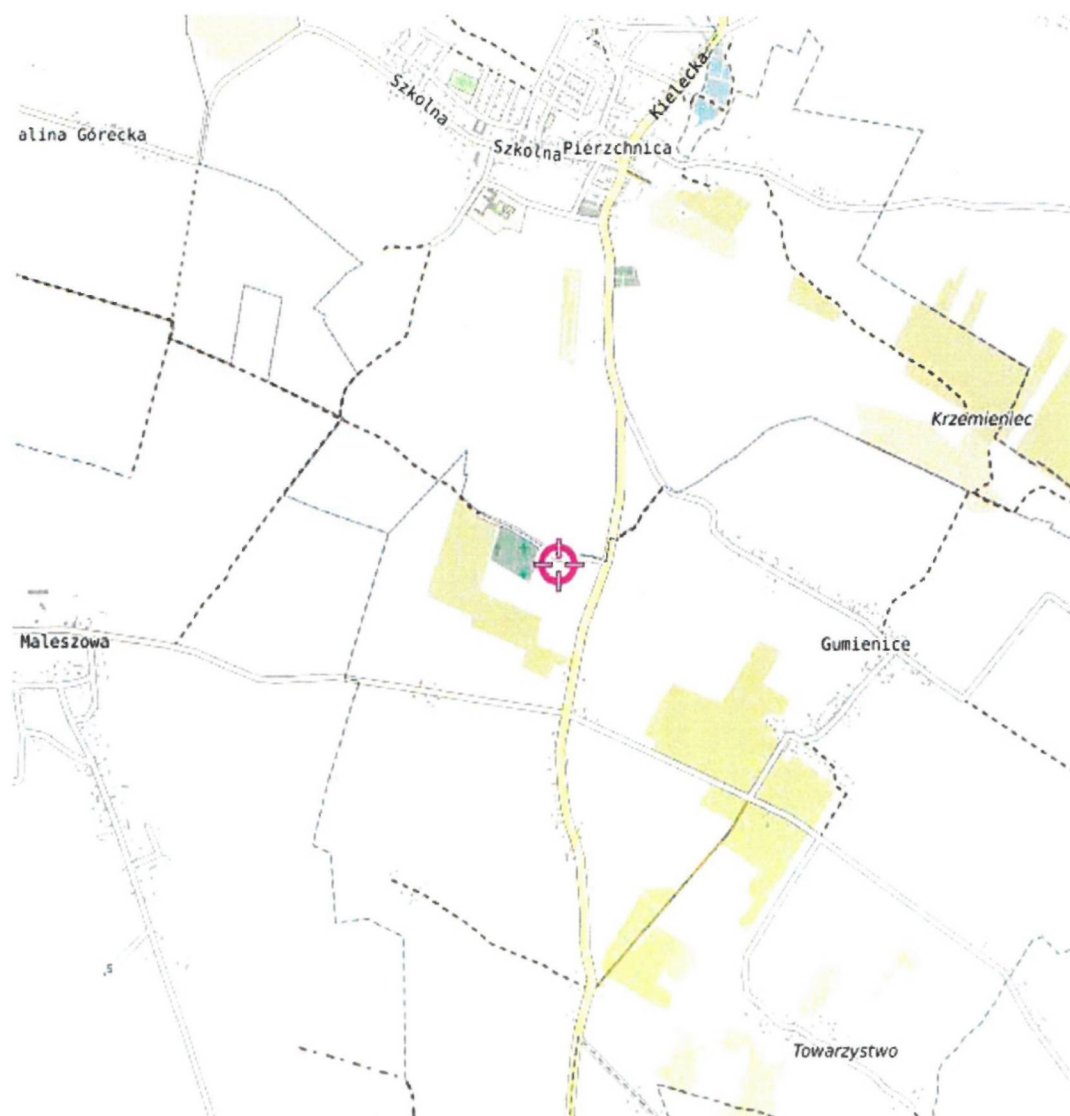 Kielecka
Szkolna
alina Górecka
Szkolna
Pierzchnica
Krzemieniec
Maleszowa
Gumienice
s
Towarzystwo